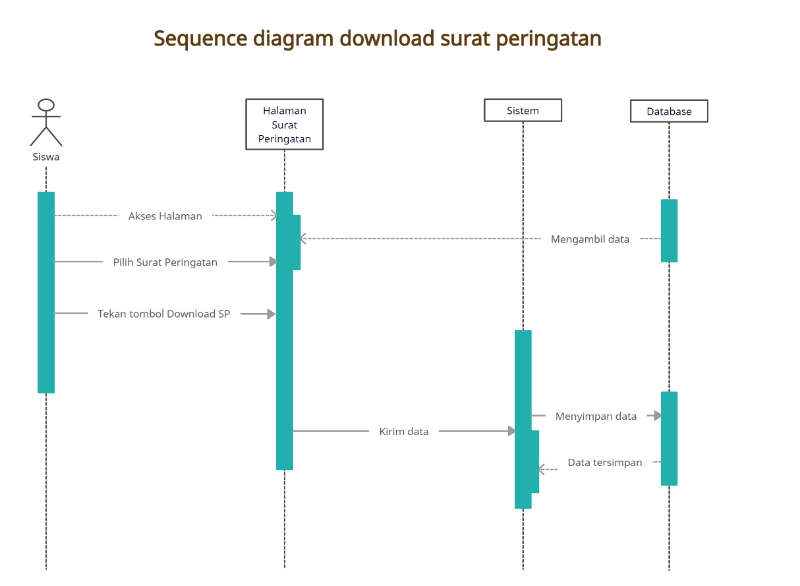 Sequence diagram download surat peringatan
Halaman
Surat
Peringatan
Sistem
Database
Siswa
Akses Halaman
Mengambil data
Pilih Surat Peringatan
Tekan tombol Download SP
Menyimpan data
Kirim data
Data tersimpan